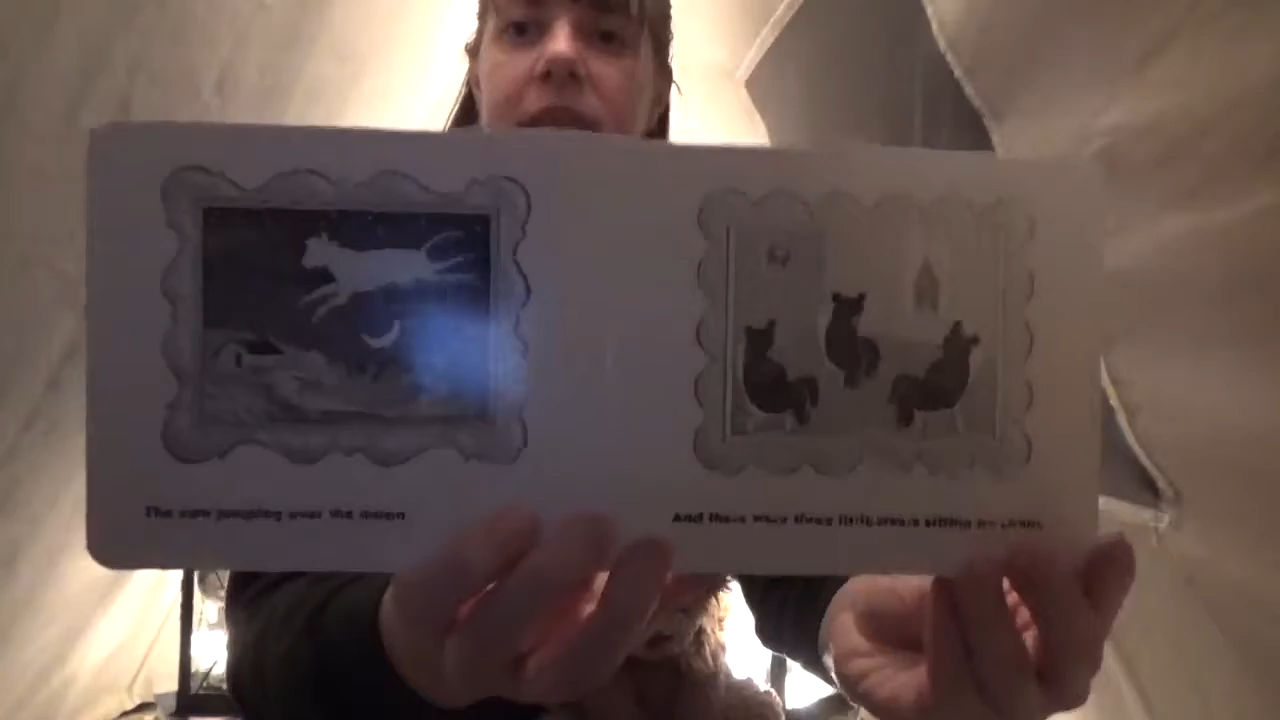 The cow jumping over the moon
And there were three little bears sitting on chairs